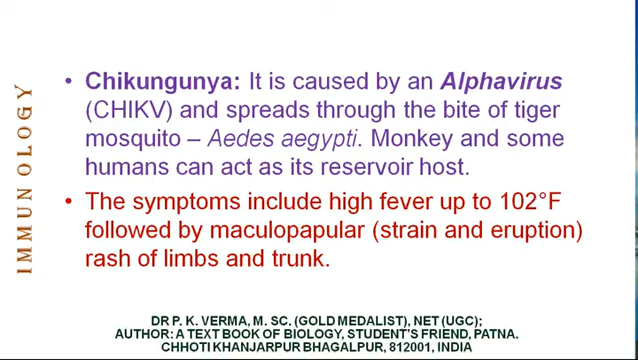 IMMUNOLOGY
• Chikungunya: It is caused by an Alphavirus
(CHIKV) and spreads through the bite of tiger
mosquito – Aedes aegypti. Monkey and some
humans can act as its reservoir host.
• The symptoms include high fever up to 102°F
followed by maculopapular (strain and eruption)
rash of limbs and trunk.
DR P. K. VERMA, M. SC. (GOLD MEDALIST), NET (UGC);
AUTHOR: A TEXT BOOK OF BIOLOGY, STUDENT'S FRIEND, PATNA.
CHHOTI KHANJARPUR BHAGALPUR, 812001, INDIA